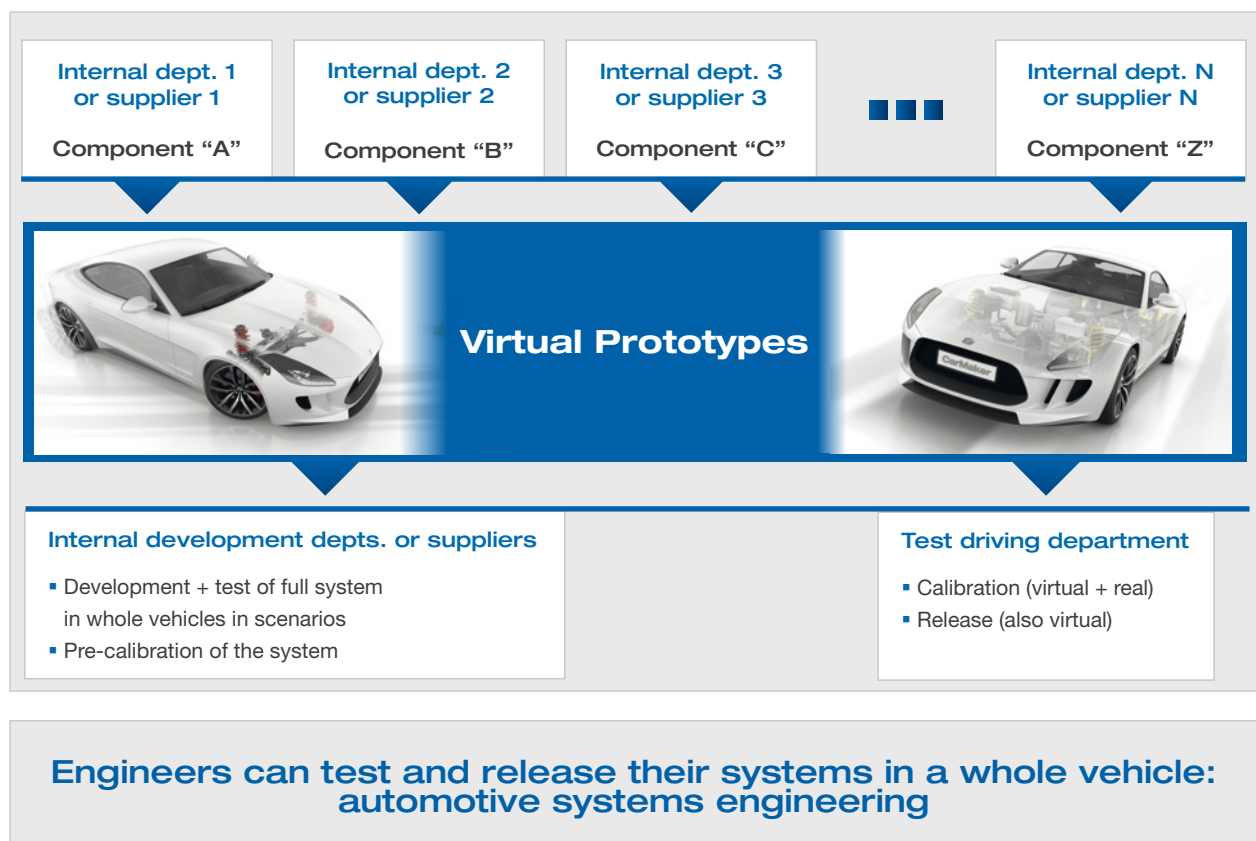 Internal dept. 1
or supplier 1
Component “A”
Internal dept. 2
or supplier 2
Component “B”
Internal dept. 3
or supplier 3
Component “C”
Internal dept. N
or supplier N
Component “Z”
Virtual Prototypes
CarMaker
Internal development depts. or suppliers
▪ Development + test of full system
in whole vehicles in scenarios
▪ Pre-calibration of the system
Test driving department
▪ Calibration (virtual + real)
▪ Release (also virtual)
Engineers can test and release their systems in a whole vehicle:
automotive systems engineering